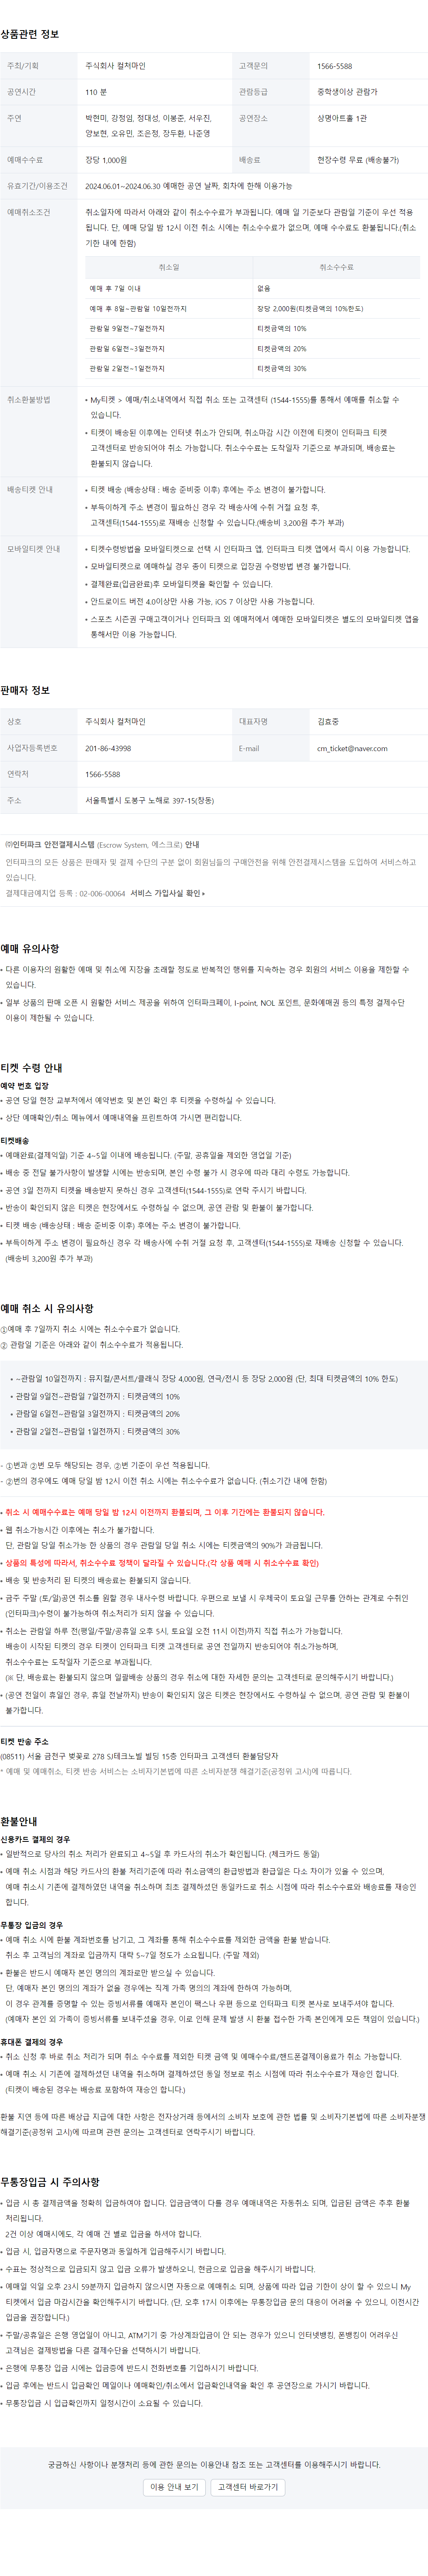 상품관련 정보
주최/기획 주식회사 컬처마인 고객문의 1566-5588
공연시간 110 분 관람등급 중학생이상 관람가
주연 박현미, 강정임, 정대성, 이봉준, 서우진, 공연장소 상명아트홀 1관
양보현, 오유민, 조은정, 장두환, 나준영
예매수수료 장당 1,000원 배송료 현장수령 무료 (배송불가)
유효기간/이용조건 2024.06.01~2024.06.30 예매한 공연 날짜, 회차에 한해 이용가능
예매취소조건 취소일자에 따라서 아래와 같이 취소수수료가 부과됩니다. 예매 일 기준보다 관람일 기준이 우선 적용
됩니다. 단, 예매 당일 밤 12시 이전 취소 시에는 취소수수료가 없으며, 예매 수수료도 환불됩니다.(취소
기한 내에 한함)
취소일 취소수수료
예매 후 7일 이내 없음
예매 후 8일~관람일 10일전까지 장당 2,000원(티켓금액의 10%한도)
관람일 9일전~7일전까지 티켓금액의 10%
관람일 6일전~3일전까지 티켓금액의 20%
관람일 2일전~1일전까지 티켓금액의 30%
취소환불방법 • My티켓 > 예매/취소내역에서 직접 취소 또는 고객센터 (1544-1555)를 통해서 예매를 취소할 수
있습니다.
• 티켓이 배송된 이후에는 인터넷 취소가 안되며, 취소마감 시간 이전에 티켓이 인터파크 티켓
고객센터로 반송되어야 취소 가능합니다. 취소수수료는 도착일자 기준으로 부과되며, 배송료는
환불되지 않습니다.
배송티켓 안내 • 티켓 배송 (배송상태 : 배송 준비중 이후) 후에는 주소 변경이 불가합니다.
• 부득이하게 주소 변경이 필요하신 경우 각 배송사에 수취 거절 요청 후,
고객센터(1544-1555)로 재배송 신청할 수 있습니다.(배송비 3,200원 추가 부과)
모바일티켓 안내 • 티켓수령방법을 모바일티켓으로 선택 시 인터파크 앱, 인터파크 티켓 앱에서 즉시 이용 가능합니다.
• 모바일티켓으로 예매하실 경우 종이 티켓으로 입장권 수령방법 변경 불가합니다.
• 결제완료(입금완료)후 모바일티켓을 확인할 수 있습니다.
• 안드로이드 버전 4.0이상만 사용 가능, iOS 7 이상만 사용 가능합니다.
• 스포츠 시즌권 구매고객이거나 인터파크 외 예매처에서 예매한 모바일티켓은 별도의 모바일티켓 앱을
통해서만 이용 가능합니다.
판매자 정보
상호 주식회사 컬처마인 대표자명 김효중
사업자등록번호 201-86-43998 E-mail cm_ticket@naver.com
연락처 1566-5588
주소 서울특별시 도봉구 노해로 397-15(창동)
㈜인터파크 안전결제시스템 (Escrow System, 에스크로) 안내
인터파크의 모든 상품은 판매자 및 결제 수단의 구분 없이 회원님들의 구매안전을 위해 안전결제시스템을 도입하여 서비스하고
있습니다.
결제대금예치업 등록 : 02-006-00064 서비스 가입사실 확인
예매 유의사항
• 다른 이용자의 원활한 예매 및 취소에 지장을 초래할 정도로 반복적인 행위를 지속하는 경우 회원의 서비스 이용을 제한할 수
있습니다.
• 일부 상품의 판매 오픈 시 원활한 서비스 제공을 위하여 인터파크페이, I-point, NOL 포인트, 문화예매권 등의 특정 결제수단
이용이 제한될 수 있습니다.
티켓 수령 안내
예약 번호 입장
• 공연 당일 현장 교부처에서 예약번호 및 본인 확인 후 티켓을 수령하실 수 있습니다.
• 상단 예매확인/취소 메뉴에서 예매내역을 프린트하여 가시면 편리합니다.
티켓배송
• 예매완료(결제익일) 기준 4~5일 이내에 배송됩니다. (주말, 공휴일을 제외한 영업일 기준)
• 배송 중 전달 불가사항이 발생할 시에는 반송되며, 본인 수령 불가 시 경우에 따라 대리 수령도 가능합니다.
• 공연 3일 전까지 티켓을 배송받지 못하신 경우 고객센터(1544-1555)로 연락 주시기 바랍니다.
• 반송이 확인되지 않은 티켓은 현장에서도 수령하실 수 없으며, 공연 관람 및 환불이 불가합니다.
• 티켓 배송 (배송상태 : 배송 준비중 이후) 후에는 주소 변경이 불가합니다.
• 부득이하게 주소 변경이 필요하신 경우 각 배송사에 수취 거절 요청 후, 고객센터(1544-1555)로 재배송 신청할 수 있습니다.
(배송비 3,200원 추가 부과)
예매 취소 시 유의사항
①예매 후 7일까지 취소 시에는 취소수수료가 없습니다.
② 관람일 기준은 아래와 같이 취소수수료가 적용됩니다.
• ~관람일 10일전까지 : 뮤지컬/콘서트/클래식 장당 4,000원, 연극/전시 등 장당 2,000원 (단, 최대 티켓금액의 10% 한도)
• 관람일 9일전~관람일 7일전까지 : 티켓금액의 10%
• 관람일 6일전~관람일 3일전까지 : 티켓금액의 20%
• 관람일 2일전~관람일 1일전까지 : 티켓금액의 30%
- ①번과 ②번 모두 해당되는 경우, ②번 기준이 우선 적용됩니다.
- ②번의 경우에도 예매 당일 밤 12시 이전 취소 시에는 취소수수료가 없습니다. (취소기간 내에 한함)
• 취소 시 예매수수료는 예매 당일 밤 12시 이전까지 환불되며, 그 이후 기간에는 환불되지 않습니다.
• 웹 취소가능시간 이후에는 취소가 불가합니다.
단, 관람일 당일 취소가능 한 상품의 경우 관람일 당일 취소 시에는 티켓금액의 90%가 과금됩니다.
• 상품의 특성에 따라서, 취소수수료 정책이 달라질 수 있습니다.(각 상품 예매 시 취소수수료 확인)
• 배송 및 반송처리 된 티켓의 배송료는 환불되지 않습니다.
• 금주 주말 (토/일)공연 취소를 원할 경우 내사수령 바랍니다. 우편으로 보낼 시 우체국이 토요일 근무를 안하는 관계로 수취인
(인터파크)수령이 불가능하여 취소처리가 되지 않을 수 있습니다.
• 취소는 관람일 하루 전(평일/주말/공휴일 오후 5시, 토요일 오전 11시 이전)까지 직접 취소가 가능합니다.
배송이 시작된 티켓의 경우 티켓이 인터파크 티켓 고객센터로 공연 전일까지 반송되어야 취소가능하며,
취소수수료는 도착일자 기준으로 부과됩니다.
(※ 단, 배송료는 환불되지 않으며 일괄배송 상품의 경우 취소에 대한 자세한 문의는 고객센터로 문의해주시기 바랍니다.)
• (공연 전일이 휴일인 경우, 휴일 전날까지) 반송이 확인되지 않은 티켓은 현장에서도 수령하실 수 없으며, 공연 관람 및 환불이
불가합니다.
티켓 반송 주소
(08511) 서울 금천구 벚꽃로 278 SJ테크노빌 빌딩 15층 인터파크 고객센터 환불담당자
* 예매 및 예매취소, 티켓 반송 서비스는 소비자기본법에 따른 소비자분쟁 해결기준(공정위 고시)에 따릅니다.
환불안내
신용카드 결제의 경우
• 일반적으로 당사의 취소 처리가 완료되고 4~5일 후 카드사의 취소가 확인됩니다. (체크카드 동일)
• 예매 취소 시점과 해당 카드사의 환불 처리기준에 따라 취소금액의 환급방법과 환급일은 다소 차이가 있을 수 있으며,
예매 취소시 기존에 결제하였던 내역을 취소하며 최초 결제하셨던 동일카드로 취소 시점에 따라 취소수수료와 배송료를 재승인
합니다.
무통장 입금의 경우
• 예매 취소 시에 환불 계좌번호를 남기고, 그 계좌를 통해 취소수수료를 제외한 금액을 환불 받습니다.
취소 후 고객님의 계좌로 입금까지 대략 5~7일 정도가 소요됩니다. (주말 제외)
• 환불은 반드시 예매자 본인 명의의 계좌로만 받으실 수 있습니다.
단, 예매자 본인 명의의 계좌가 없을 경우에는 직계 가족 명의의 계좌에 한하여 가능하며,
이 경우 관계를 증명할 수 있는 증빙서류를 예매자 본인이 팩스나 우편 등으로 인터파크 티켓 본사로 보내주셔야 합니다.
(예매자 본인 외 가족이 증빙서류를 보내주셨을 경우, 이로 인해 문제 발생 시 환불 접수한 가족 본인에게 모든 책임이 있습니다.)
휴대폰 결제의 경우
• 취소 신청 후 바로 취소 처리가 되며 취소 수수료를 제외한 티켓 금액 및 예매수수료/핸드폰결제이용료가 취소 가능합니다.
• 예매 취소 시 기존에 결제하셨던 내용을 취소하며 결제하셨던 동일 정보로 취소 시점에 따라 취소수수료가 재승인 합니다.
(티켓이 배송된 경우는 배송료 포함하여 재승인 합니다.)
환불 지연 등에 따른 배상급 지급에 대한 사항은 전자상거래 등에서의 소비자 보호에 관한 법률 및 소비자기본법에 따른 소비자분쟁
해결기준(공정위 고시)에 따르며 관련 문의는 고객센터로 연락주시기 바랍니다.
무통장입금 시 주의사항
• 입금 시 총 결제금액을 정확히 입금하여야 합니다. 입금금액이 다를 경우 예매내역은 자동취소 되며, 입금된 금액은 추후 환불
처리됩니다.
2건 이상 예매시에도, 각 예매 건 별로 입금을 하셔야 합니다.
• 입금 시, 입금자명으로 주문자명과 동일하게 입금해주시기 바랍니다.
• 수표는 정상적으로 입금되지 않고 입금 오류가 발생하오니, 현금으로 입금을 해주시기 바랍니다.
• 예매일 익일 오후 23시 59분까지 입금하지 않으시면 자동으로 예매취소 되며, 상품에 따라 입금 기한이 상이 할 수 있으니 My
티켓에서 입금 마감시간을 확인해주시기 바랍니다. (단, 오후 17시 이후에는 무통장입금 문의 대응이 어려울 수 있으니, 이전시간
입금을 권장합니다.)
• 주말/공휴일은 은행 영업일이 아니고, ATM기기 중 가상계좌입금이 안 되는 경우가 있으니 인터넷뱅킹, 폰뱅킹이 어려우신
고객님은 결제방법을 다른 결제수단을 선택하시기 바랍니다.
• 은행에 무통장 입금 시에는 입금증에 반드시 전화번호를 기입하시기 바랍니다.
• 입금 후에는 반드시 입금확인 메일이나 예매확인/취소에서 입금확인내역을 확인 후 공연장으로 가시기 바랍니다.
• 무통장입금 시 입급확인까지 일정시간이 소요될 수 있습니다.
궁금하신 사항이나 분쟁처리 등에 관한 문의는 이용안내 참조 또는 고객센터를 이용해주시기 바랍니다.
이용 안내 보기 고객센터 바로가기